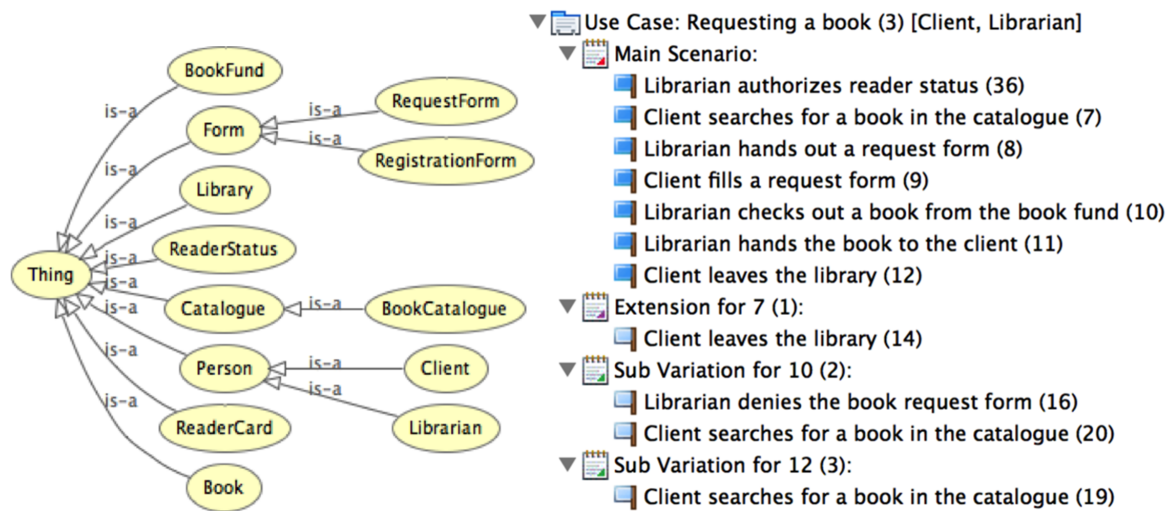 BookFund
is-a
RequestForm
is-a
Form
is-a
RegistrationForm
is-a
Library
is-a
ReaderStatus
is-a
Thing
is-a
Catalogue
is-a
BookCatalogue
is-a
Person
Client
is-a
is-a
ReaderCard
Librarian
is-a
Book
Use Case: Requesting a book (3) [Client, Librarian]
Main Scenario:
Librarian authorizes reader status (36)
Client searches for a book in the catalogue (7)
Librarian hands out a request form (8)
Client fills a request form (9)
Librarian checks out a book from the book fund (10)
Librarian hands the book to the client (11)
Client leaves the library (12)
Extension for 7 (1):
Client leaves the library (14)
Sub Variation for 10 (2):
Librarian denies the book request form (16)
Client searches for a book in the catalogue (20)
Sub Variation for 12 (3):
Client searches for a book in the catalogue (19)